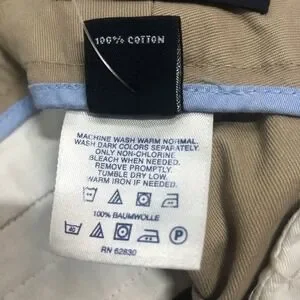 100% COTTON
MACHINE WASH WARM NORMAL.
WASH DARK COLORS SEPARATELY.
ONLY NON-CHLORINE
BLEACH WHEN NEEDED.
REMOVE PROMPTLY.
TUMBLE DRY LOW.
WARM IRON IF NEEDED.
100% BAUMWOLLE
40 P
RN 62830